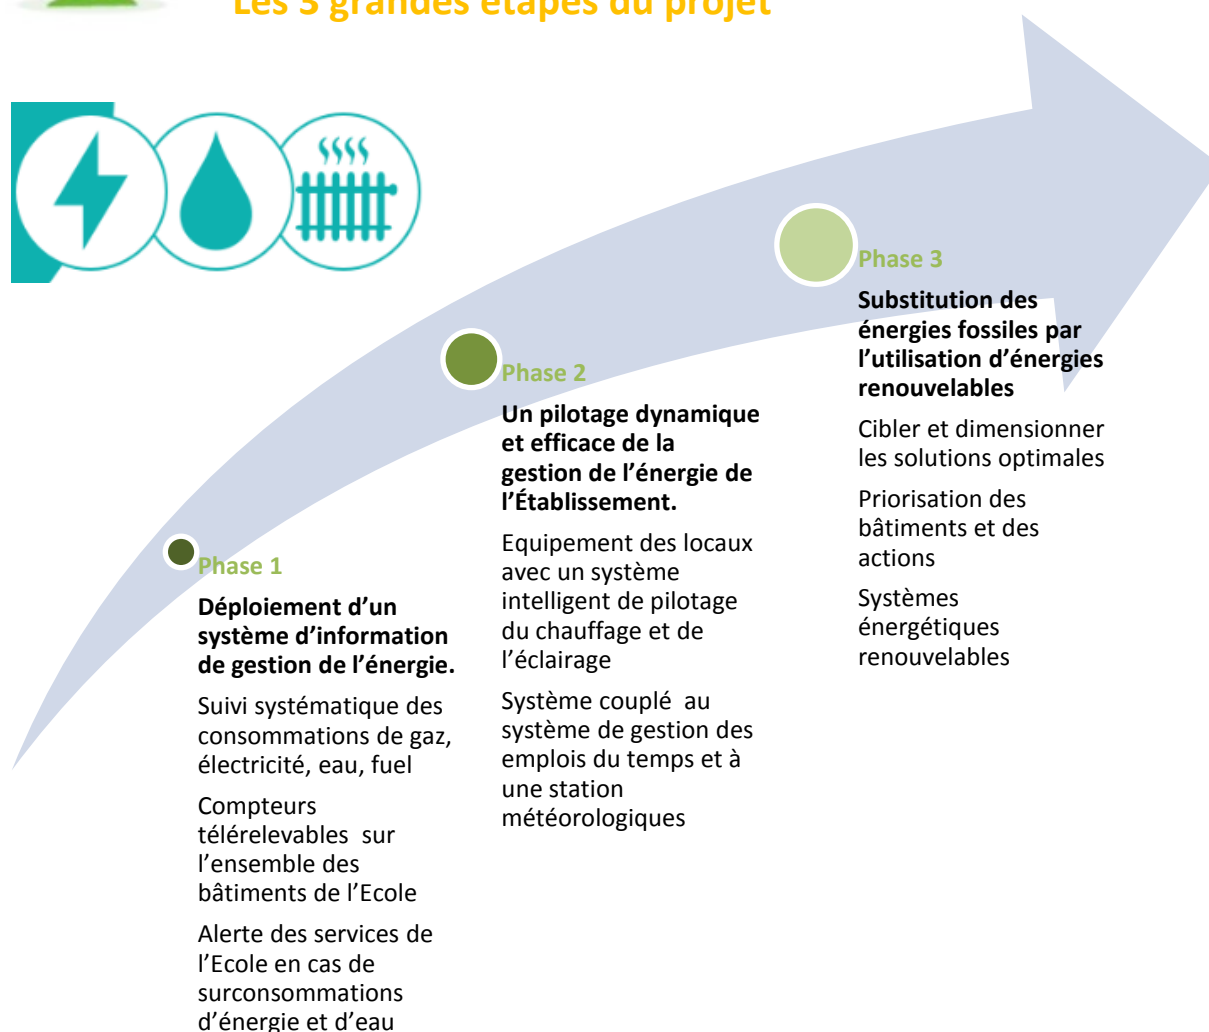 Les 3 grandes étapes du projet
Phase 1
Déploiement d’un
système d’information
de gestion de l’énergie.
Suivi systématique des
consommations de gaz,
électricité, eau, fuel
Compteurs
télérelevables  sur
l’ensemble des
bâtiments de l’Ecole
Alerte des services de
l’Ecole en cas de
surconsommations
d’énergie et d’eau
Phase 2
Un pilotage dynamique
et efficace de la
gestion de l’énergie de
l’Établissement.
Equipement des locaux
avec un système
intelligent de pilotage
du chauffage et de
l’éclairage
Système couplé  au
système de gestion des
emplois du temps et à
une station
météorologiques
Phase 3
Substitution des
énergies fossiles par
l’utilisation d’énergies
renouvelables
Cibler et dimensionner
les solutions optimales
Priorisation des
bâtiments et des
actions
Systèmes
énergétiques
renouvelables